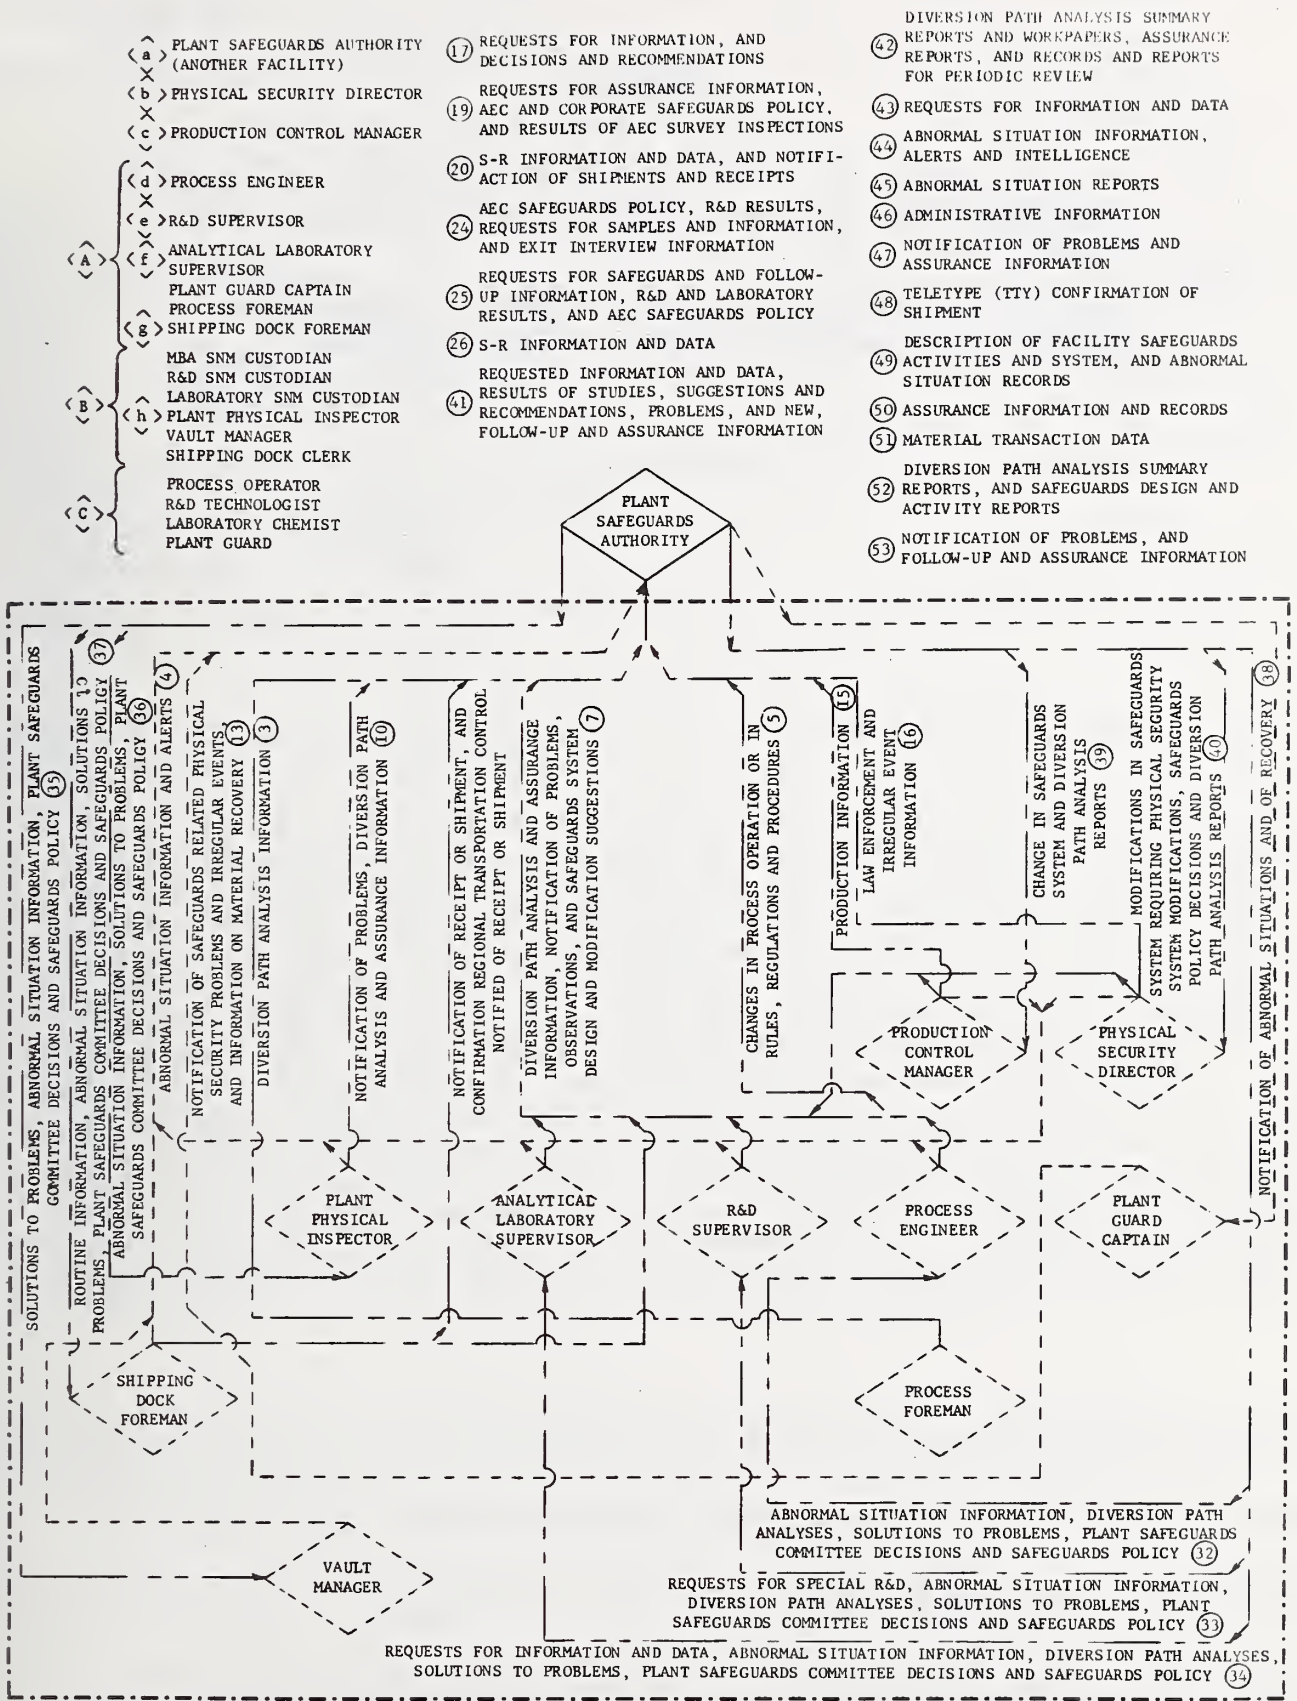 a PLANT SAFEGUARDS AUTHORITY
(ANOTHER FACILITY)
b PHYSICAL SECURITY DIRECTOR
c PRODUCTION CONTROL MANAGER
d PROCESS ENGINEER
e R&D SUPERVISOR
A
f ANALYTICAL LABORATORY
SUPERVISOR
PLANT GUARD CAPTAIN
PROCESS FOREMAN
g SHIPPING DOCK FOREMAN
MBA SNM CUSTODIAN
R&D SNM CUSTODIAN
LABORATORY SNM CUSTODIAN
B
h PLANT PHYSICAL INSPECTOR
VAULT MANAGER
SHIPPING DOCK CLERK
PROCESS OPERATOR
R&D TECHNOLOGIST
C
LABORATORY CHEMIST
PLANT GUARD
17 REQUESTS FOR INFORMATION, AND
DECISIONS AND RECOMMENDATIONS
REQUESTS FOR ASSURANCE INFORMATION,
19 AEC AND CORPORATE SAFEGUARDS POLICY,
AND RESULTS OF AEC SURVEY INSPECTIONS
20 S-R INFORMATION AND DATA, AND NOTIFI-
ACTION OF SHIPMENTS AND RECEIPTS
AEC SAFEGUARDS POLICY, R&D RESULTS,
24 REQUESTS FOR SAMPLES AND INFORMATION,
AND EXIT INTERVIEW INFORMATION
REQUESTS FOR SAFEGUARDS AND FOLLOW-
25 UP INFORMATION, R&D AND LABORATORY
RESULTS, AND AEC SAFEGUARDS POLICY
26 S-R INFORMATION AND DATA
REQUESTED INFORMATION AND DATA,
RESULTS OF STUDIES, SUGGESTIONS AND
41 RECOMMENDATIONS, PROBLEMS, AND NEW,
FOLLOW-UP AND ASSURANCE INFORMATION
DIVERSION PATH ANALYSIS SUMMARY
42 REPORTS AND WORKPAPERS, ASSURANCE
REPORTS, AND RECORDS AND REPORTS
FOR PERIODIC REVIEW
43 REQUESTS FOR INFORMATION AND DATA
44 ABNORMAL SITUATION INFORMATION,
ALERTS AND INTELLIGENCE
45 ABNORMAL SITUATION REPORTS
46 ADMINISTRATIVE INFORMATION
47 NOTIFICATION OF PROBLEMS AND
ASSURANCE INFORMATION
48 TELETYPE (TTY) CONFIRMATION OF
SHIPMENT
DESCRIPTION OF FACILITY SAFEGUARDS
49 ACTIVITIES AND SYSTEM, AND ABNORMAL
SITUATION RECORDS
50 ASSURANCE INFORMATION AND RECORDS
51 MATERIAL TRANSACTION DATA
DIVERSION PATH ANALYSIS SUMMARY
52 REPORTS, AND SAFEGUARDS DESIGN AND
ACTIVITY REPORTS
53 NOTIFICATION OF PROBLEMS, AND
FOLLOW-UP AND ASSURANCE INFORMATION
PLANT
SAFEGUARDS
AUTHORITY
SOLUTIONS TO PROBLEMS, ABNORMAL SITUATION INFORMATION, PLANT SAFEGUARDS
COMMITTEE DECISIONS AND SAFEGUARDS POLICY 35
ROUTINE INFORMATION, ABNORMAL SITUATION INFORMATION, SOLUTIONS TO
PROBLEMS, PLANT SAFEGUARDS COMMITTEE DECISIONS AND SAFEGUARDS POLICY 37
ABNORMAL SITUATION INFORMATION, SOLUTIONS TO PROBLEMS, PLANT
SAFEGUARDS COMMITTEE DECISIONS AND SAFEGUARDS POLICY 36
ABNORMAL SITUATION INFORMATION AND ALERTS 4
NOTIFICATION OF SAFEGUARDS RELATED PHYSICAL
SECURITY PROBLEMS AND IRREGULAR EVENTS,
AND INFORMATION ON MATERIAL RECOVERY 13
DIVERSION PATH ANALYSIS INFORMATION 3
NOTIFICATION OF PROBLEMS, DIVERSION PATH
ANALYSIS AND ASSURANCE INFORMATION 10
NOTIFICATION OF RECEIPT OR SHIPMENT, AND
CONFIRMATION REGIONAL TRANSPORTATION CONTROL
NOTIFIED OF RECEIPT OR SHIPMENT
DIVERSION PATH ANALYSIS AND ASSURANCE
INFORMATION, NOTIFICATION OF PROBLEMS,
OBSERVATIONS, AND SAFEGUARDS SYSTEM
DESIGN AND MODIFICATION SUGGESTIONS 7
CHANGES IN PROCESS OPERATION OR IN
RULES, REGULATIONS AND PROCEDURES 5
PRODUCTION INFORMATION 15
LAW ENFORCEMENT AND
IRREGULAR EVENT
INFORMATION 16
CHANGE IN SAFEGUARDS
SYSTEM AND DIVERSION
PATH ANALYSIS
REPORTS 39
MODIFICATIONS IN SAFEGUARDS
SYSTEM REQUIRING PHYSICAL SECURITY
SYSTEM MODIFICATIONS, SAFEGUARDS
POLICY DECISIONS AND DIVERSION
PATH ANALYSIS REPORTS 40
NOTIFICATION OF ABNORMAL SITUATIONS AND OF RECOVERY 38
PRODUCTION
CONTROL
MANAGER
PHYSICAL
SECURITY
DIRECTOR
PLANT
PHYSICAL
INSPECTOR
ANALYTICAL
LABORATORY
SUPERVISOR
R&D
SUPERVISOR
PROCESS
ENGINEER
PLANT
GUARD
CAPTAIN
SHIPPING
DOCK
FOREMAN
PROCESS
FOREMAN
VAULT
MANAGER
ABNORMAL SITUATION INFORMATION, DIVERSION PATH
ANALYSES, SOLUTIONS TO PROBLEMS, PLANT SAFEGUARDS
COMMITTEE DECISIONS AND SAFEGUARDS POLICY 32
REQUESTS FOR SPECIAL R&D, ABNORMAL SITUATION INFORMATION,
DIVERSION PATH ANALYSES, SOLUTIONS TO PROBLEMS, PLANT
SAFEGUARDS COMMITTEE DECISIONS AND SAFEGUARDS POLICY 33
REQUESTS FOR INFORMATION AND DATA, ABNORMAL SITUATION INFORMATION, DIVERSION PATH ANALYSES,
SOLUTIONS TO PROBLEMS, PLANT SAFEGUARDS COMMITTEE DECISIONS AND SAFEGUARDS POLICY 34